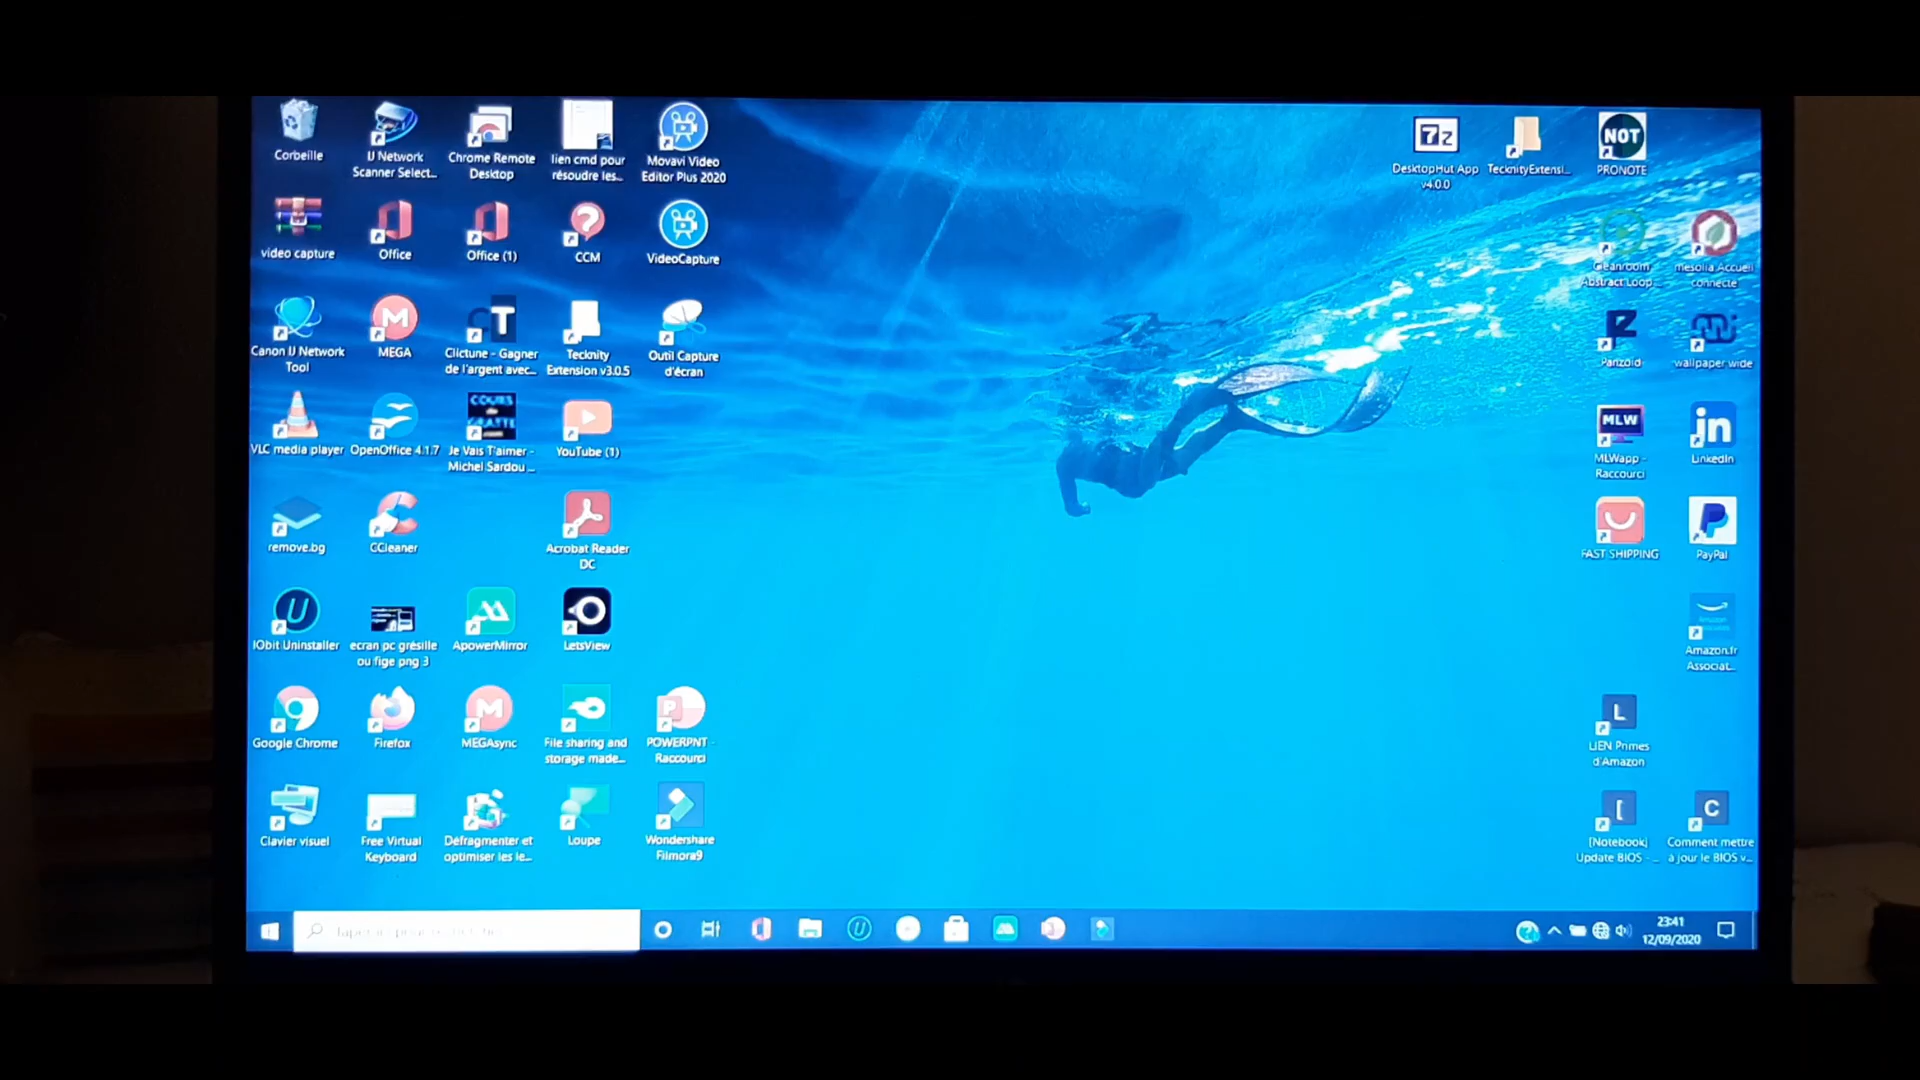 Corbeille
IJ Network
Scanner Select...
Chrome Remote
Desktop
lien cmd pour
résoudre les...
Movavi Video
Editor Plus 2020
7z
DesktopHut App
v4.0.0
TecknityExtensi...
NOT
PRONOTE
video capture
Office
Office (1)
?
CCM
VideoCapture
Cleanroom
Abstract Loop...
mesolia Accueil
connecte
Canon IJ Network
Tool
M
MEGA
CT
Clictune - Gagner
de l'argent avec...
Tecknity
Extension v3.0.5
Outil Capture
d'écran
Panzoid
wallpaper wide
VLC media player
OpenOffice 4.1.7
COURS
de
GRATTE
Je Vais T'aimer -
Michel Sardou ...
YouTube (1)
MLW
MLWapp -
Raccourci
in
LinkedIn
remove.bg
CCleaner
Acrobat Reader
DC
FAST SHIPPING
PayPal
U
IObit Uninstaller
ecran pc grésille
ou fige png 3
ApowerMirror
LetsView
Amazon.fr
Associat...
Google Chrome
Firefox
M
MEGAsync
File sharing and
storage made...
P
POWERPNT -
Raccourci
L
LIEN Primes
d'Amazon
Clavier visuel
Free Virtual
Keyboard
Défragmenter et
optimiser les le...
Loupe
Wondershare
Filmora9
[
[Notebook]
Update BIOS - ...
C
Comment mettre
à jour le BIOS v...
23:41
12/09/2020